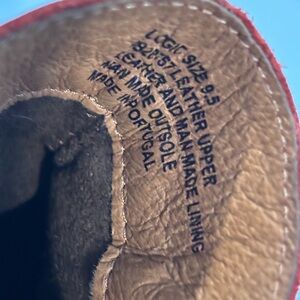 LOGIC SIZE 9.5
LEATHER UPPER
LEATHER AND MAN MADE LINING
MAN MADE OUTSOLE
MADE IN PORTUGAL